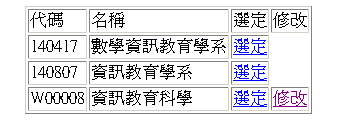 代碼 名稱 選定 修改
140417 數學資訊教育學系 選定
140807 資訊教育學系 選定
W00008 資訊教育科學 選定 修改